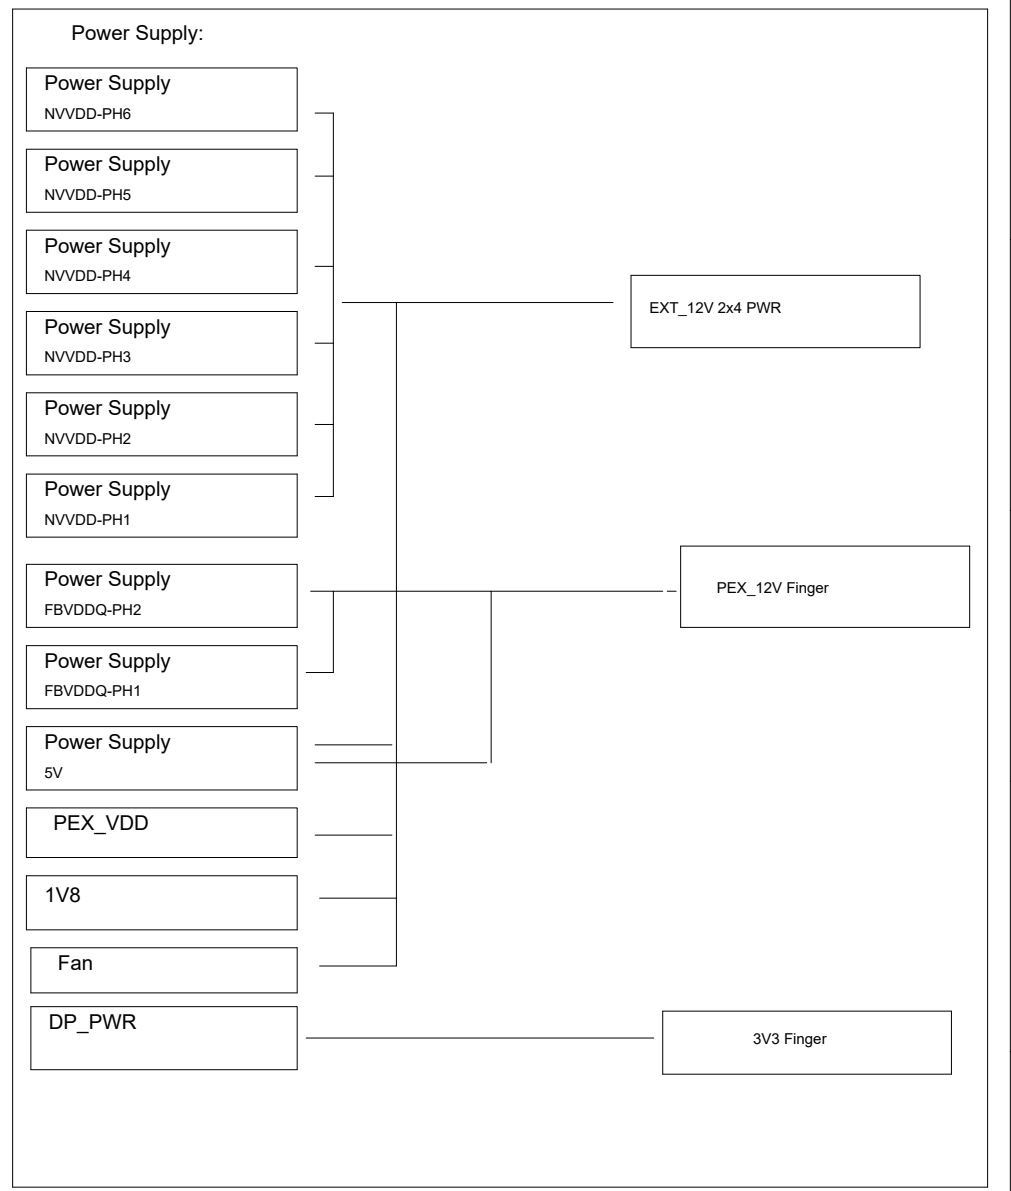 Power Supply:
Power Supply
NVVDD-PH6
Power Supply
NVVDD-PH5
Power Supply
NVVDD-PH4
Power Supply
NVVDD-PH3
Power Supply
NVVDD-PH2
Power Supply
NVVDD-PH1
Power Supply
FBVDDQ-PH2
Power Supply
FBVDDQ-PH1
Power Supply
5V
PEX_VDD
1V8
Fan
DP_PWR
EXT_12V 2x4 PWR
PEX_12V Finger
3V3 Finger